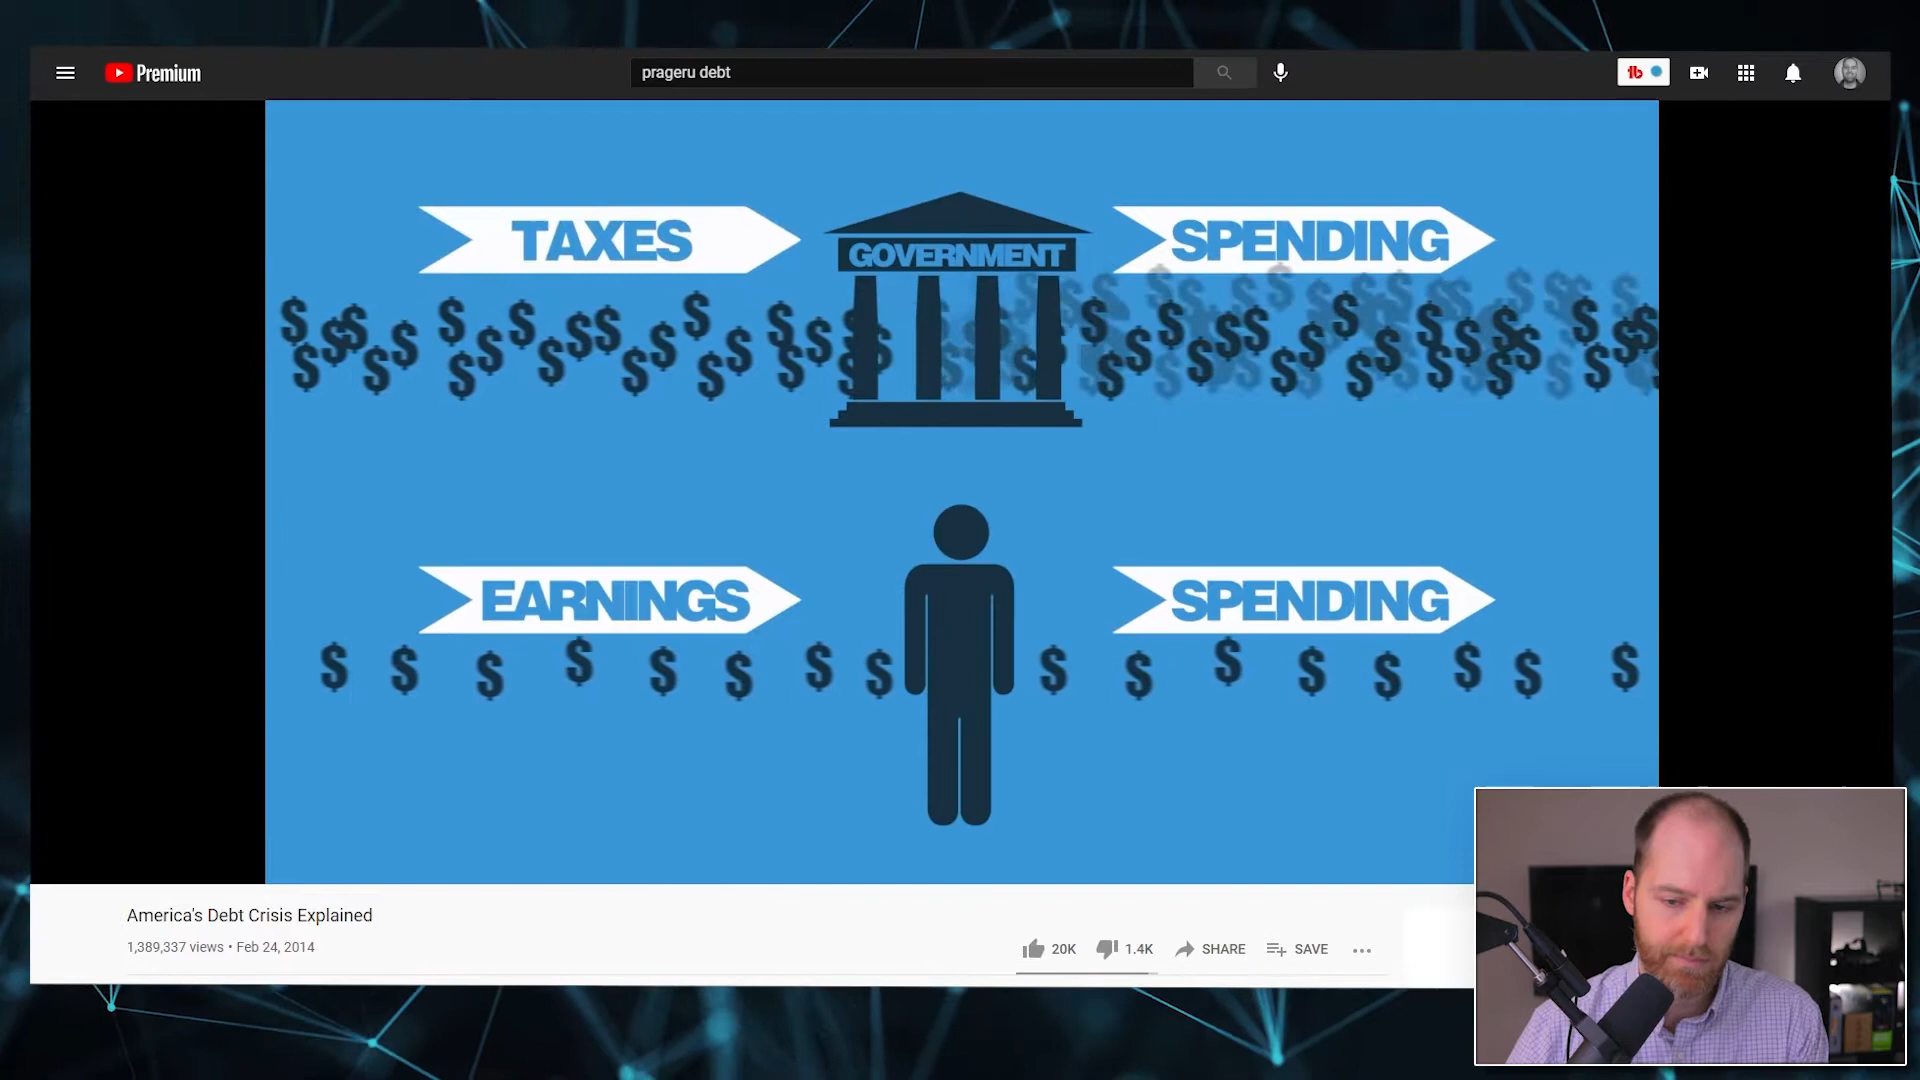 Premium
prageru debt
tb
TAXES
GOVERNMENT
SPENDING
EARNINGS
SPENDING
America's Debt Crisis Explained
1,389,337 views • Feb 24, 2014
20K
1.4K
SHARE
SAVE